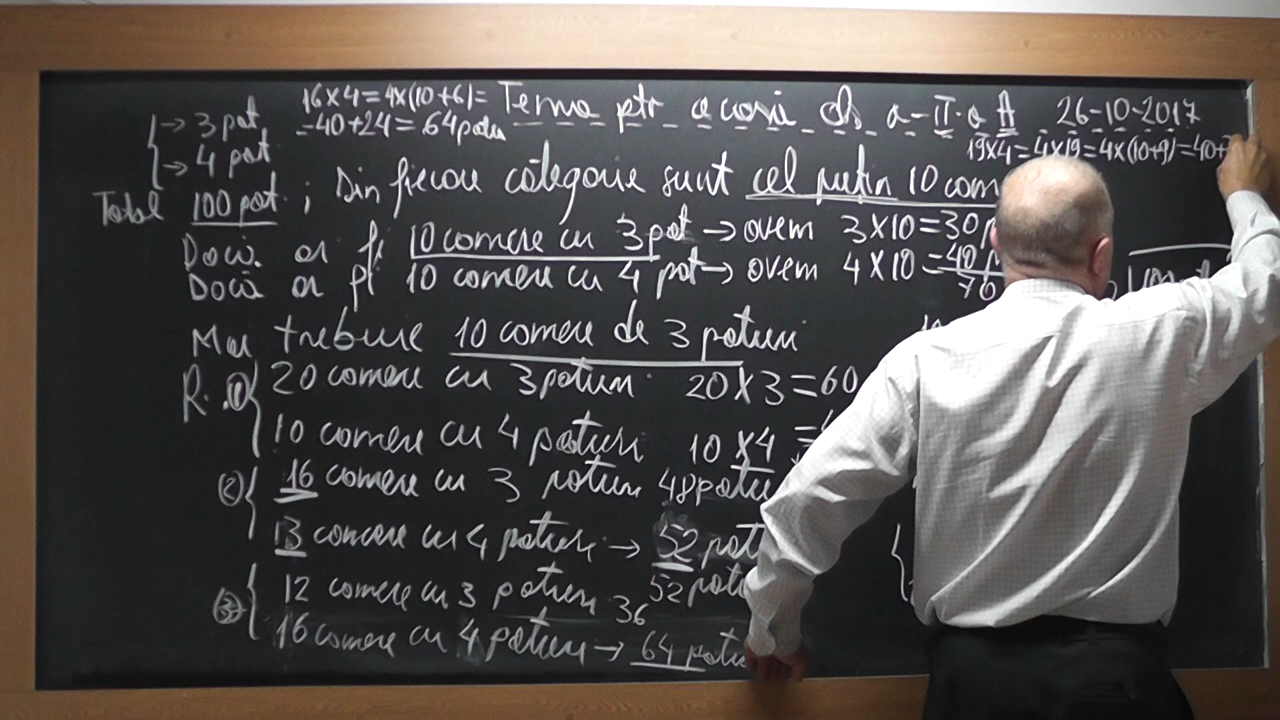 16x4=4x(10+6)=
=40+24=64 paturi
Tema ptr acasă cls a-II-a A 26-10-2017
19x4=4x19=4x(10+9)=40+
→ 3 pat
→ 4 pat
Total 100 pat. ; Din fiecare categorie sunt cel puțin 10 cam
Dacă ar fi 10 camere cu 3 pat → avem 3x10=30
Dacă ar fi 10 camere cu 4 pat → avem 4x10=40
70
Mai trebuie 10 camere de 3 paturi
R. ① 20 camere cu 3 paturi 20x3=60
10 camere cu 4 paturi 10x4
② 16 camere cu 3 paturi 48 patu
13 camere cu 4 paturi → 52 pat
③ 12 camere cu 3 paturi 36 52 patu
16 camere cu 4 paturi → 64 patu